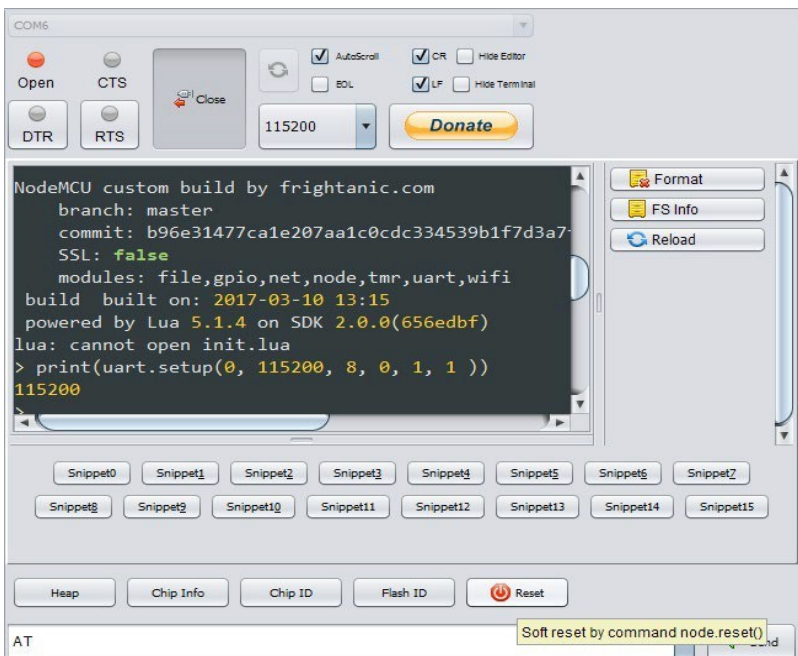 COM6
Open
CTS
DTR
RTS
Close
AutoScroll
EOL
CR
Hide Editor
LF
Hide Terminal
115200
Donate
NodeMCU custom build by frightanic.com
branch: master
commit: b96e31477ca1e207aa1c0cdc334539b1f7d3a7
SSL: false
modules: file,gpio,net,node,tmr,uart,wifi
build built on: 2017-03-10 13:15
powered by Lua 5.1.4 on SDK 2.0.0(656edbf)
lua: cannot open init.lua
> print(uart.setup(0, 115200, 8, 0, 1, 1 ))
115200
>
Format
FS Info
Reload
Snippet0 Snippet1 Snippet2 Snippet3 Snippet4 Snippet5 Snippet6 Snippet7
Snippet8 Snippet9 Snippet10 Snippet11 Snippet12 Snippet13 Snippet14 Snippet15
Heap Chip Info Chip ID Flash ID Reset
Soft reset by command node.reset()
AT